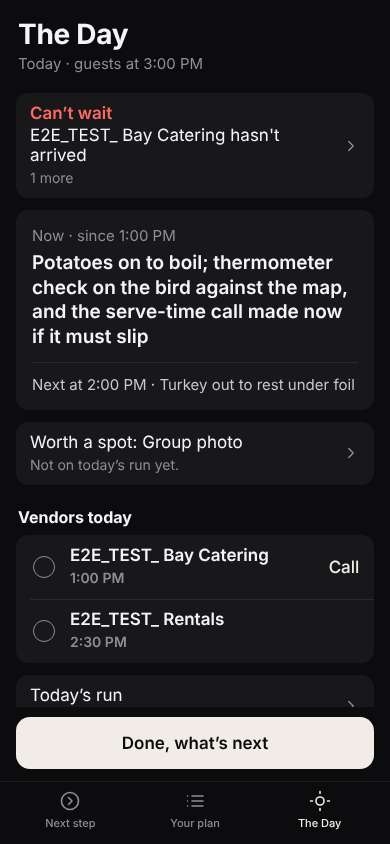 The Day
Today · guests at 3:00 PM
Can’t wait
E2E_TEST_ Bay Catering hasn't
arrived
1 more
Now · since 1:00 PM
Potatoes on to boil; thermometer
check on the bird against the map,
and the serve-time call made now
if it must slip
Next at 2:00 PM · Turkey out to rest under foil
Worth a spot: Group photo
Not on today’s run yet.
Vendors today
E2E_TEST_ Bay Catering
1:00 PM
Call
E2E_TEST_ Rentals
2:30 PM
Today’s run
Done, what’s next
Next step
Your plan
The Day